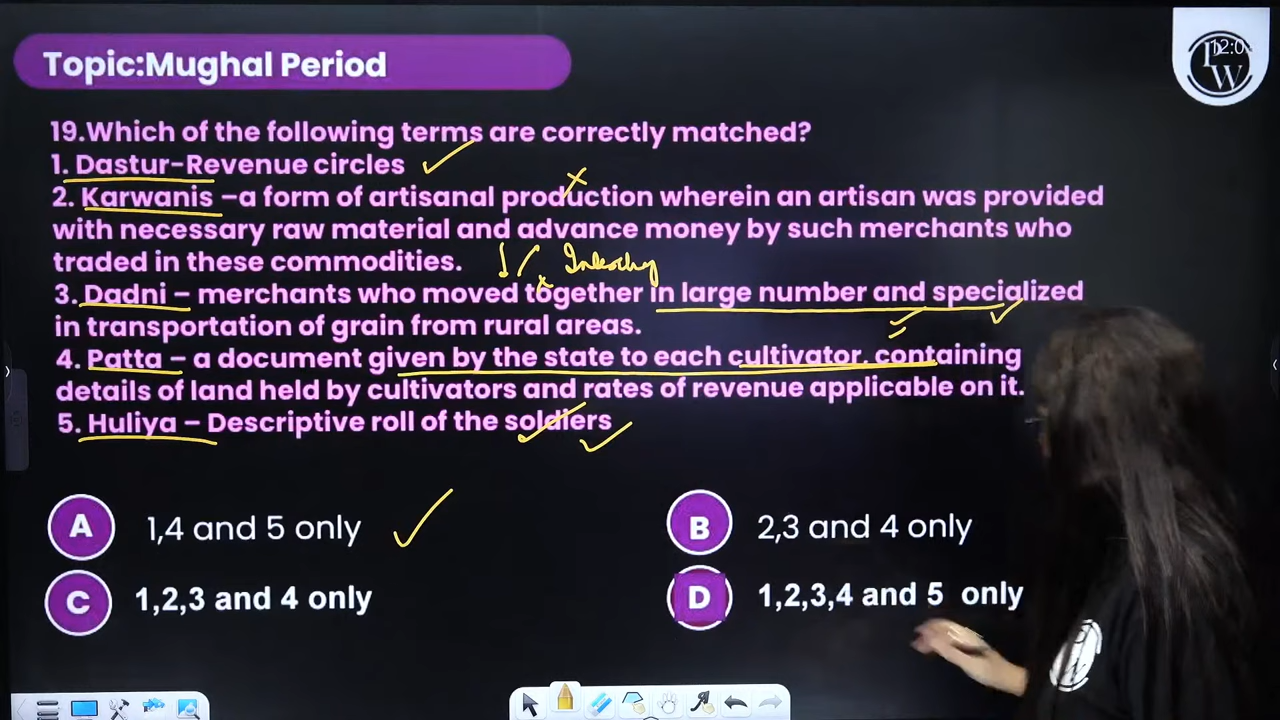 Topic:Mughal Period
12:0
PW
19.Which of the following terms are correctly matched?
1. Dastur-Revenue circles
2. Karwanis –a form of artisanal production wherein an artisan was provided
with necessary raw material and advance money by such merchants who
traded in these commodities.
3. Dadni – merchants who moved together in large number and specialized
in transportation of grain from rural areas.
4. Patta – a document given by the state to each cultivator, containing
details of land held by cultivators and rates of revenue applicable on it.
5. Huliya – Descriptive roll of the soldiers
A 1,4 and 5 only
B 2,3 and 4 only
C 1,2,3 and 4 only
D 1,2,3,4 and 5 only